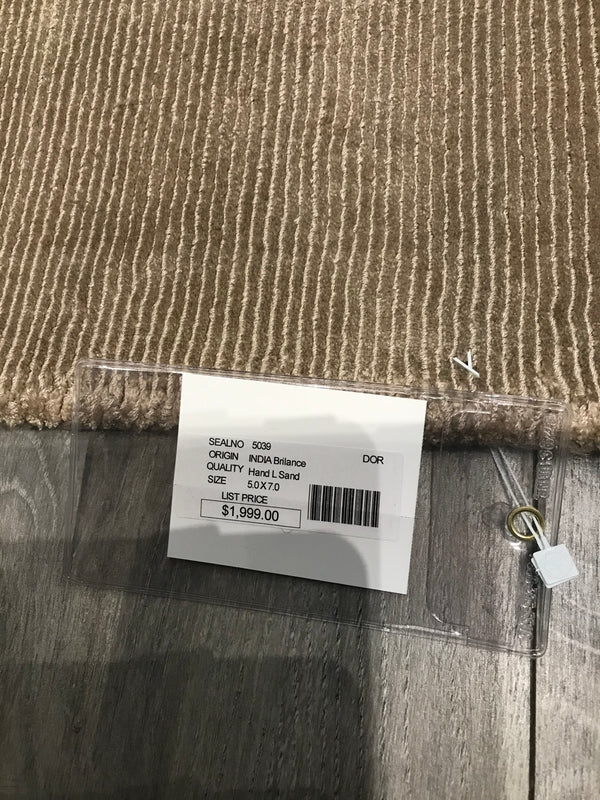 SEALNO 5039
ORIGIN INDIA Brilance DOR
QUALITY Hand L Sand
SIZE 5.0 X 7.0
LIST PRICE
$1,999.00